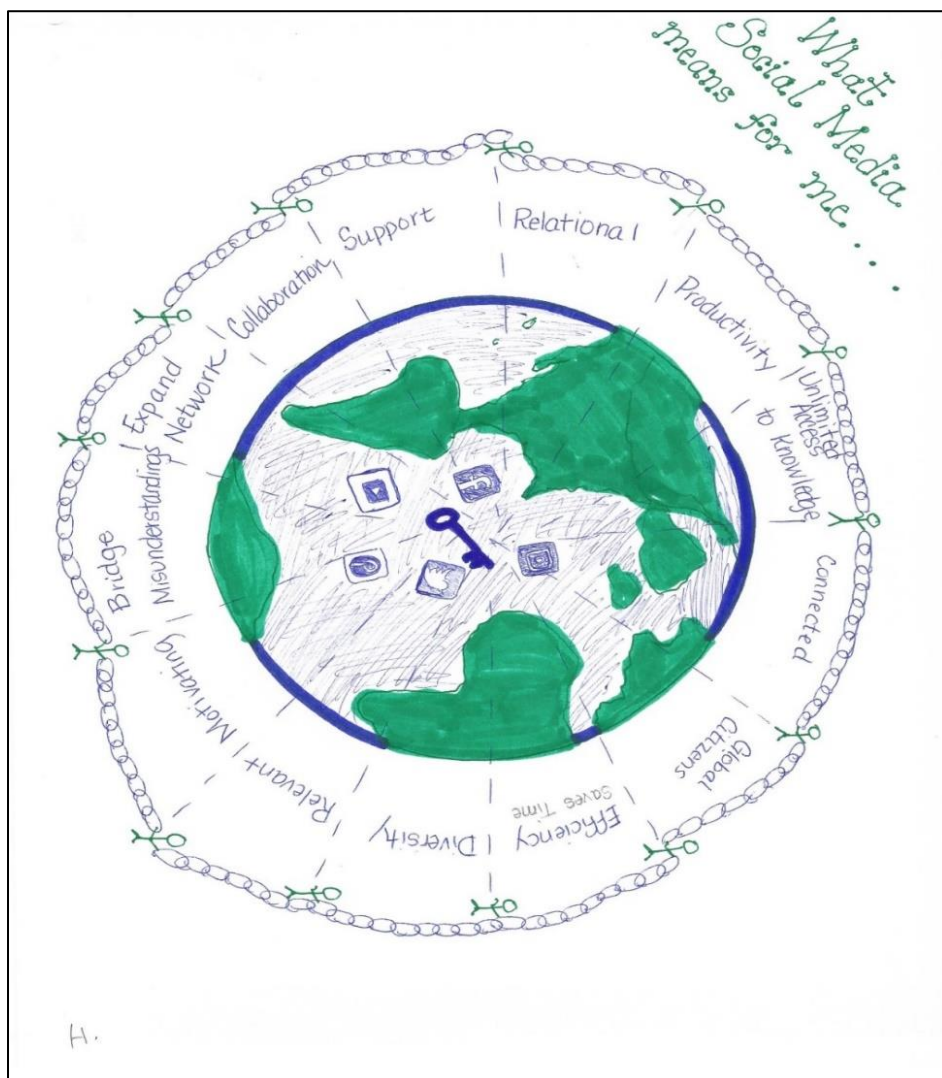 What
Social Media
means for
me....
Relational
Productivity
Unlimited
Access
to Knowledge
Connected
Global
Citizens
Efficiency
Saves Time
Diversity
Relevant
Motivating
Bridge
Misunderstandings
Expand
Network
Collaboration
Support
H.